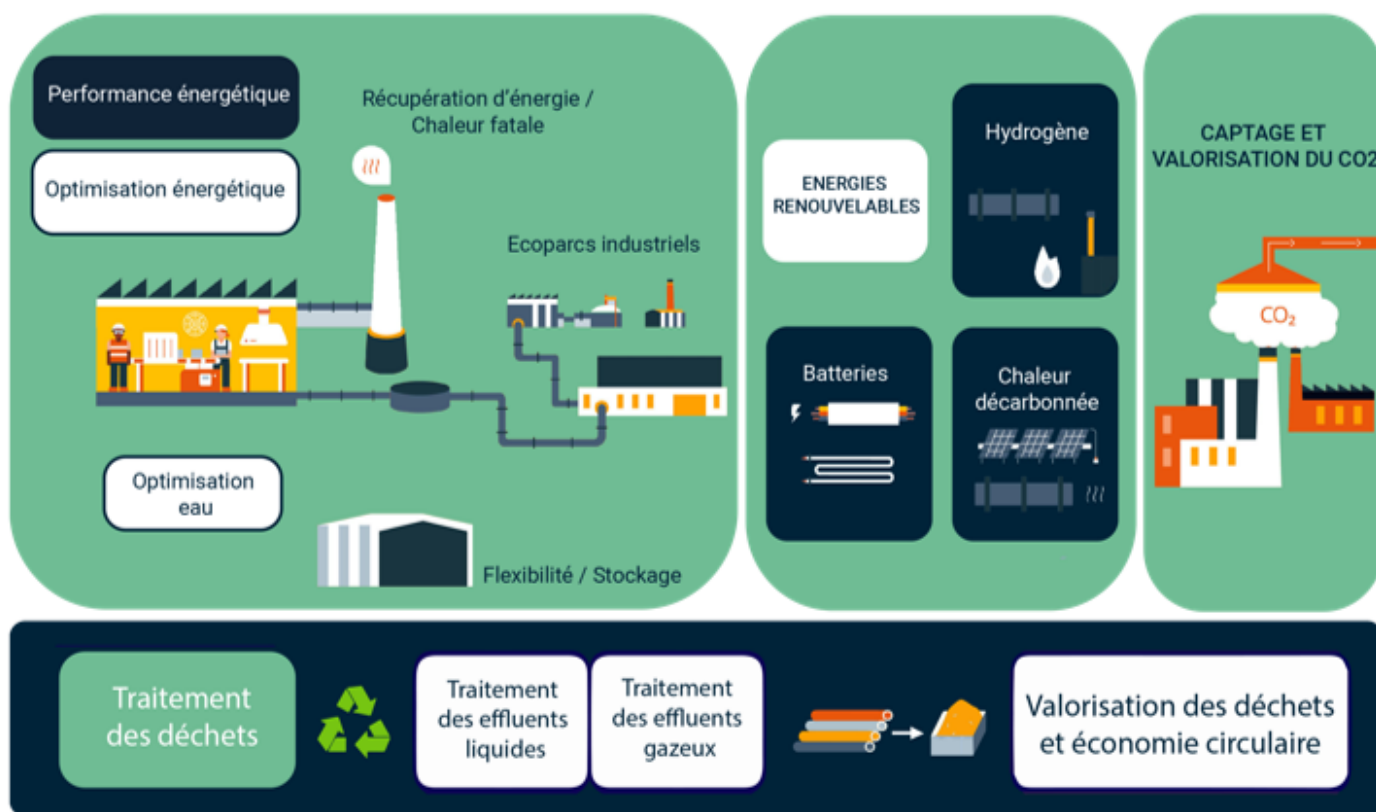 Performance énergétique
Optimisation énergétique
Récupération d'énergie /
Chaleur fatale
Ecoparcs industriels
Optimisation
eau
Flexibilité / Stockage
ENERGIES
RENOUVELABLES
Hydrogène
Batteries
Chaleur
décarbonnée
CAPTAGE ET
VALORISATION DU CO2
CO₂
Traitement
des déchets
Traitement
des effluents
liquides
Traitement
des effluents
gazeux
Valorisation des déchets
et économie circulaire